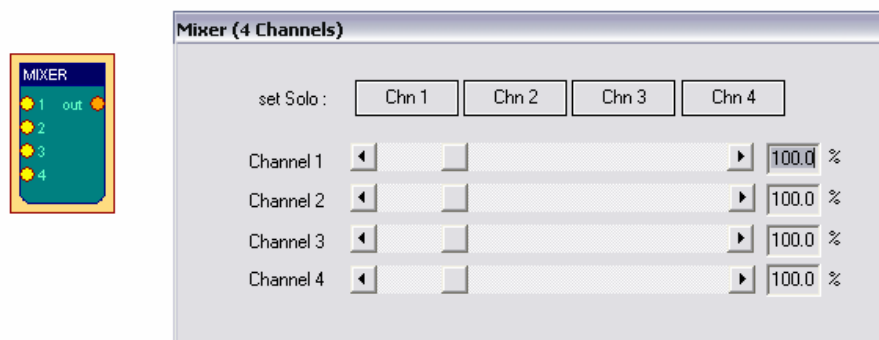 Mixer (4 Channels)
MIXER
1 out
2
3
4
set Solo : Chn 1 Chn 2 Chn 3 Chn 4
Channel 1 100.0 %
Channel 2 100.0 %
Channel 3 100.0 %
Channel 4 100.0 %